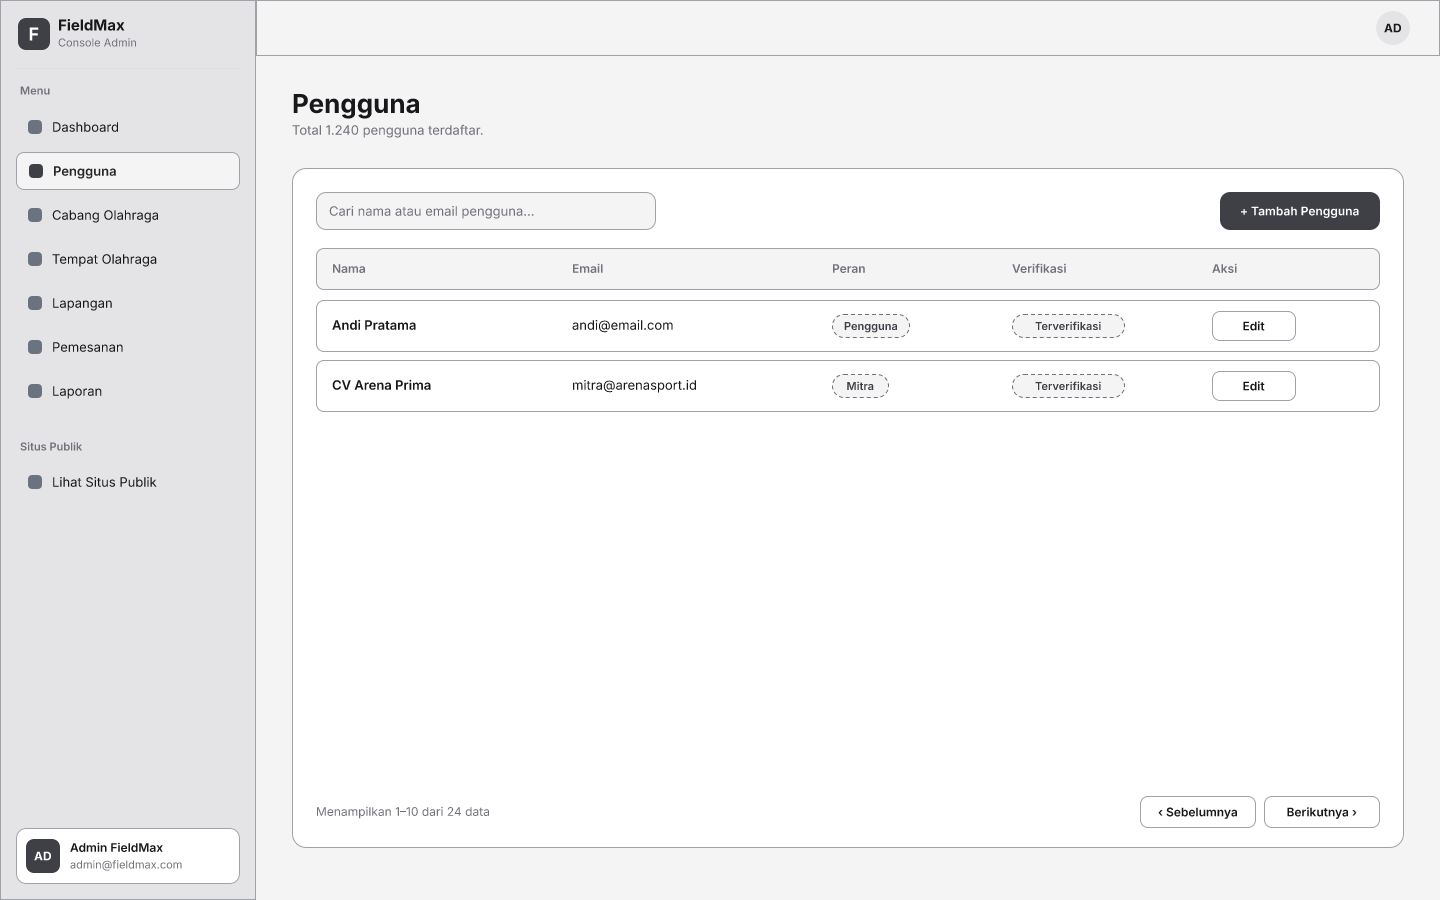 F
FieldMax
Console Admin
Menu
Dashboard
Pengguna
Cabang Olahraga
Tempat Olahraga
Lapangan
Pemesanan
Laporan
Situs Publik
Lihat Situs Publik
AD
Admin FieldMax
admin@fieldmax.com
AD
Pengguna
Total 1.240 pengguna terdaftar.
Cari nama atau email pengguna...
+ Tambah Pengguna
Nama Email Peran Verifikasi Aksi
Andi Pratama andi@email.com Pengguna Terverifikasi Edit
CV Arena Prima mitra@arenasport.id Mitra Terverifikasi Edit
Menampilkan 1–10 dari 24 data
‹ Sebelumnya Berikutnya ›